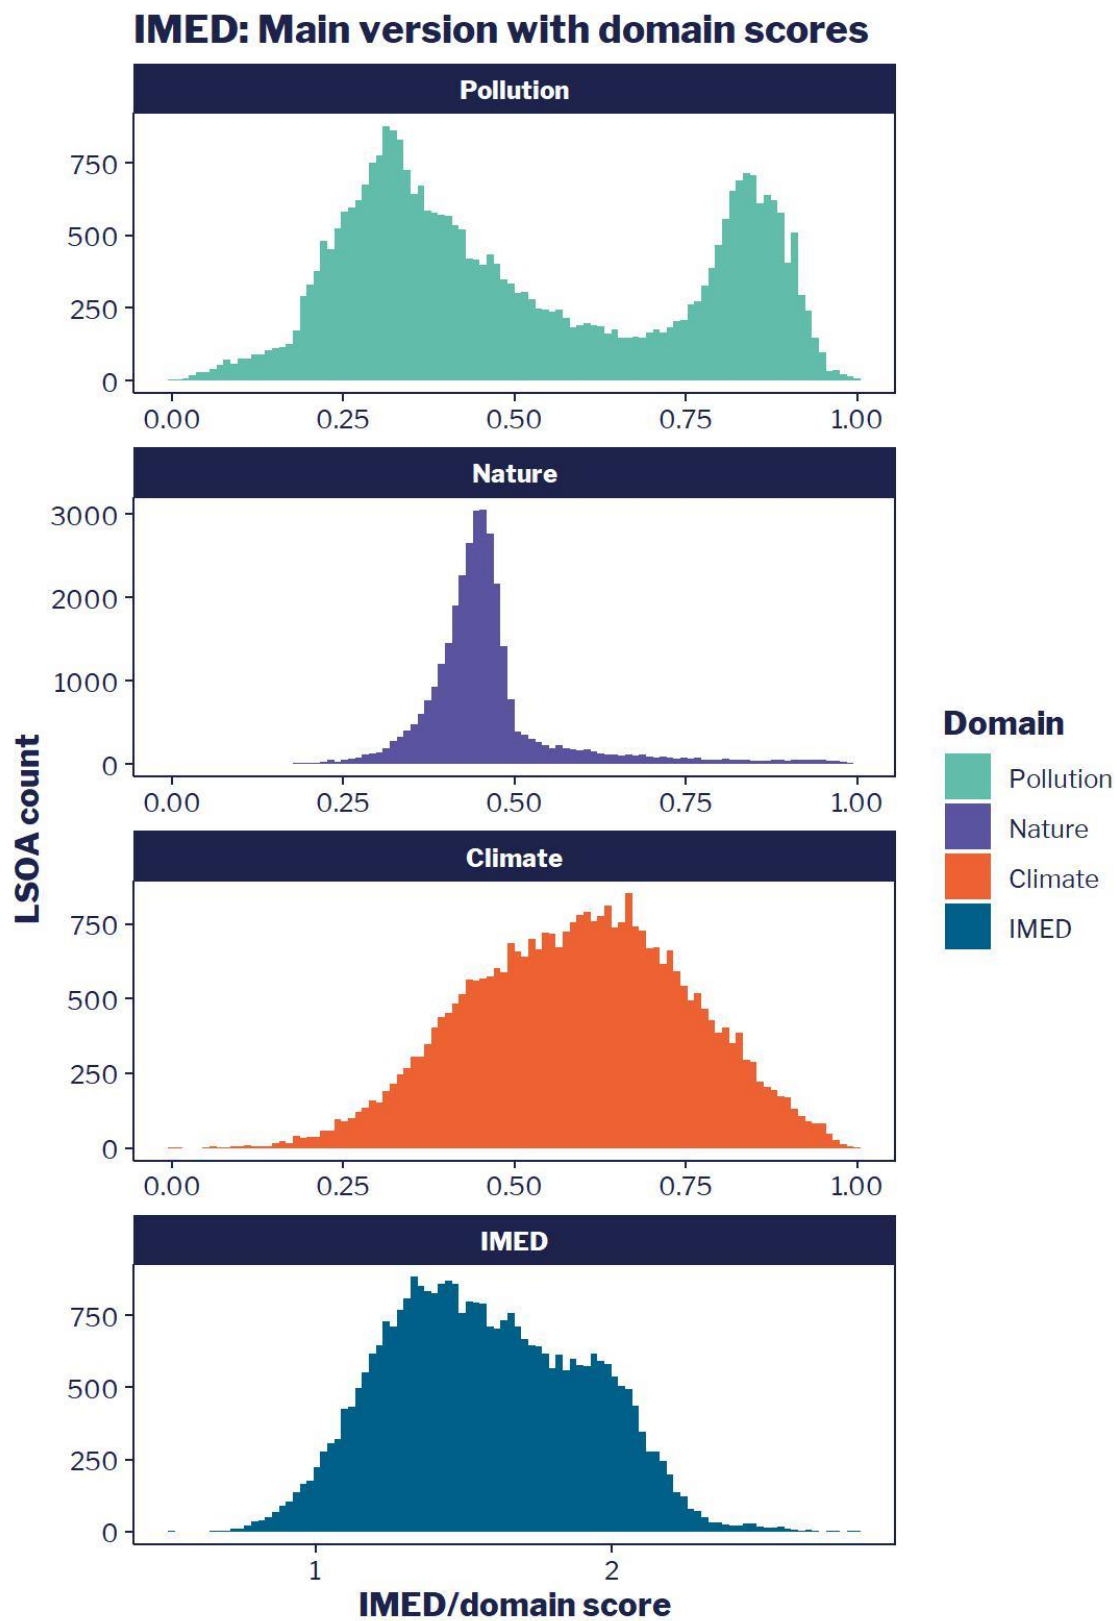 IMED: Main version with domain scores
Pollution
750
500
250
0
0.00 0.25 0.50 0.75 1.00
Nature
3000
2000
1000
0
0.00 0.25 0.50 0.75 1.00
Climate
750
500
250
0
0.00 0.25 0.50 0.75 1.00
IMED
750
500
250
0
1 2
IMED/domain score
LSOA count
Domain
Pollution
Nature
Climate
IMED